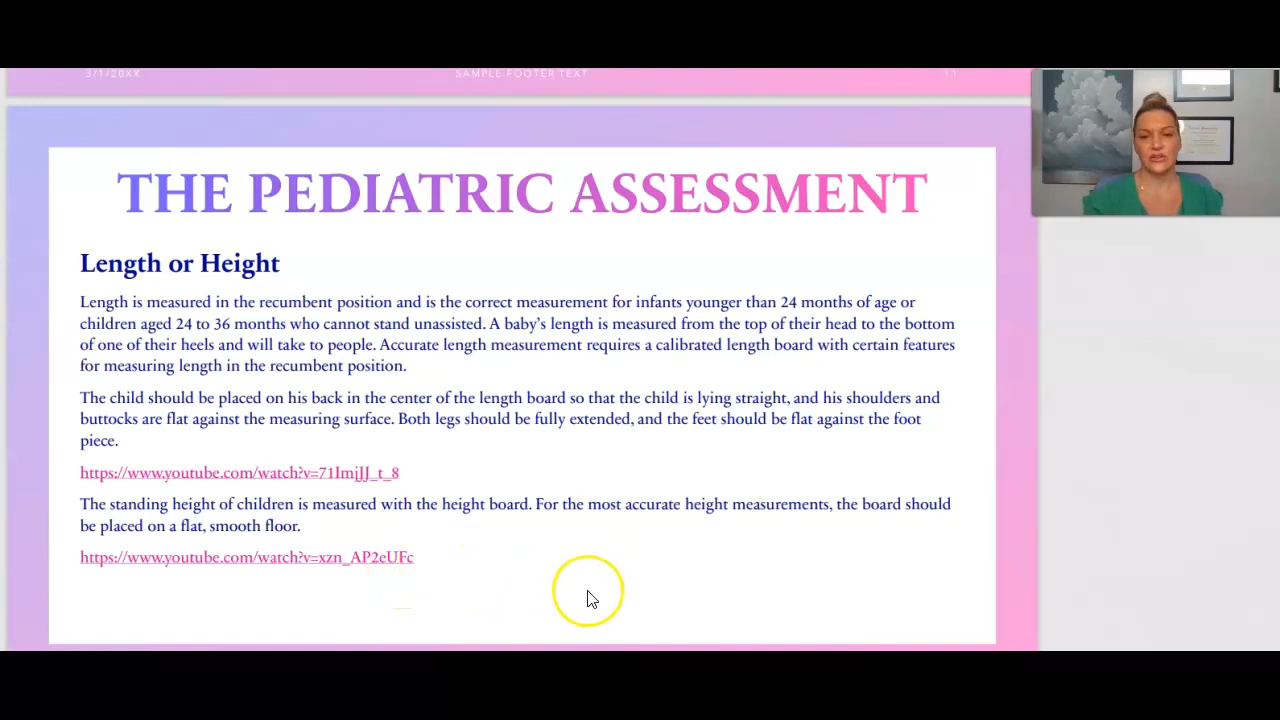 3/1/20XX SAMPLE FOOTER TEXT 11
THE PEDIATRIC ASSESSMENT
Length or Height
Length is measured in the recumbent position and is the correct measurement for infants younger than 24 months of age or
children aged 24 to 36 months who cannot stand unassisted. A baby's length is measured from the top of their head to the bottom
of one of their heels and will take to people. Accurate length measurement requires a calibrated length board with certain features
for measuring length in the recumbent position.
The child should be placed on his back in the center of the length board so that the child is lying straight, and his shoulders and
buttocks are flat against the measuring surface. Both legs should be fully extended, and the feet should be flat against the foot
piece.
https://www.youtube.com/watch?v=71ImjJJ_t_8
The standing height of children is measured with the height board. For the most accurate height measurements, the board should
be placed on a flat, smooth floor.
https://www.youtube.com/watch?v=xzn_AP2eUFc